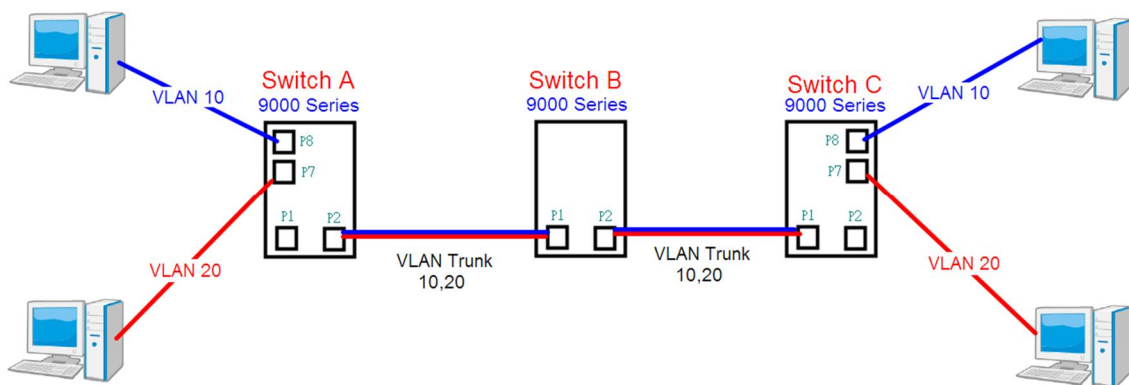 Switch A
9000 Series
Switch B
9000 Series
Switch C
9000 Series
VLAN 10
VLAN 10
P8
P7
P1
P2
P1
P2
P8
P7
P1
P2
VLAN 20
VLAN Trunk
10,20
VLAN Trunk
10,20
VLAN 20